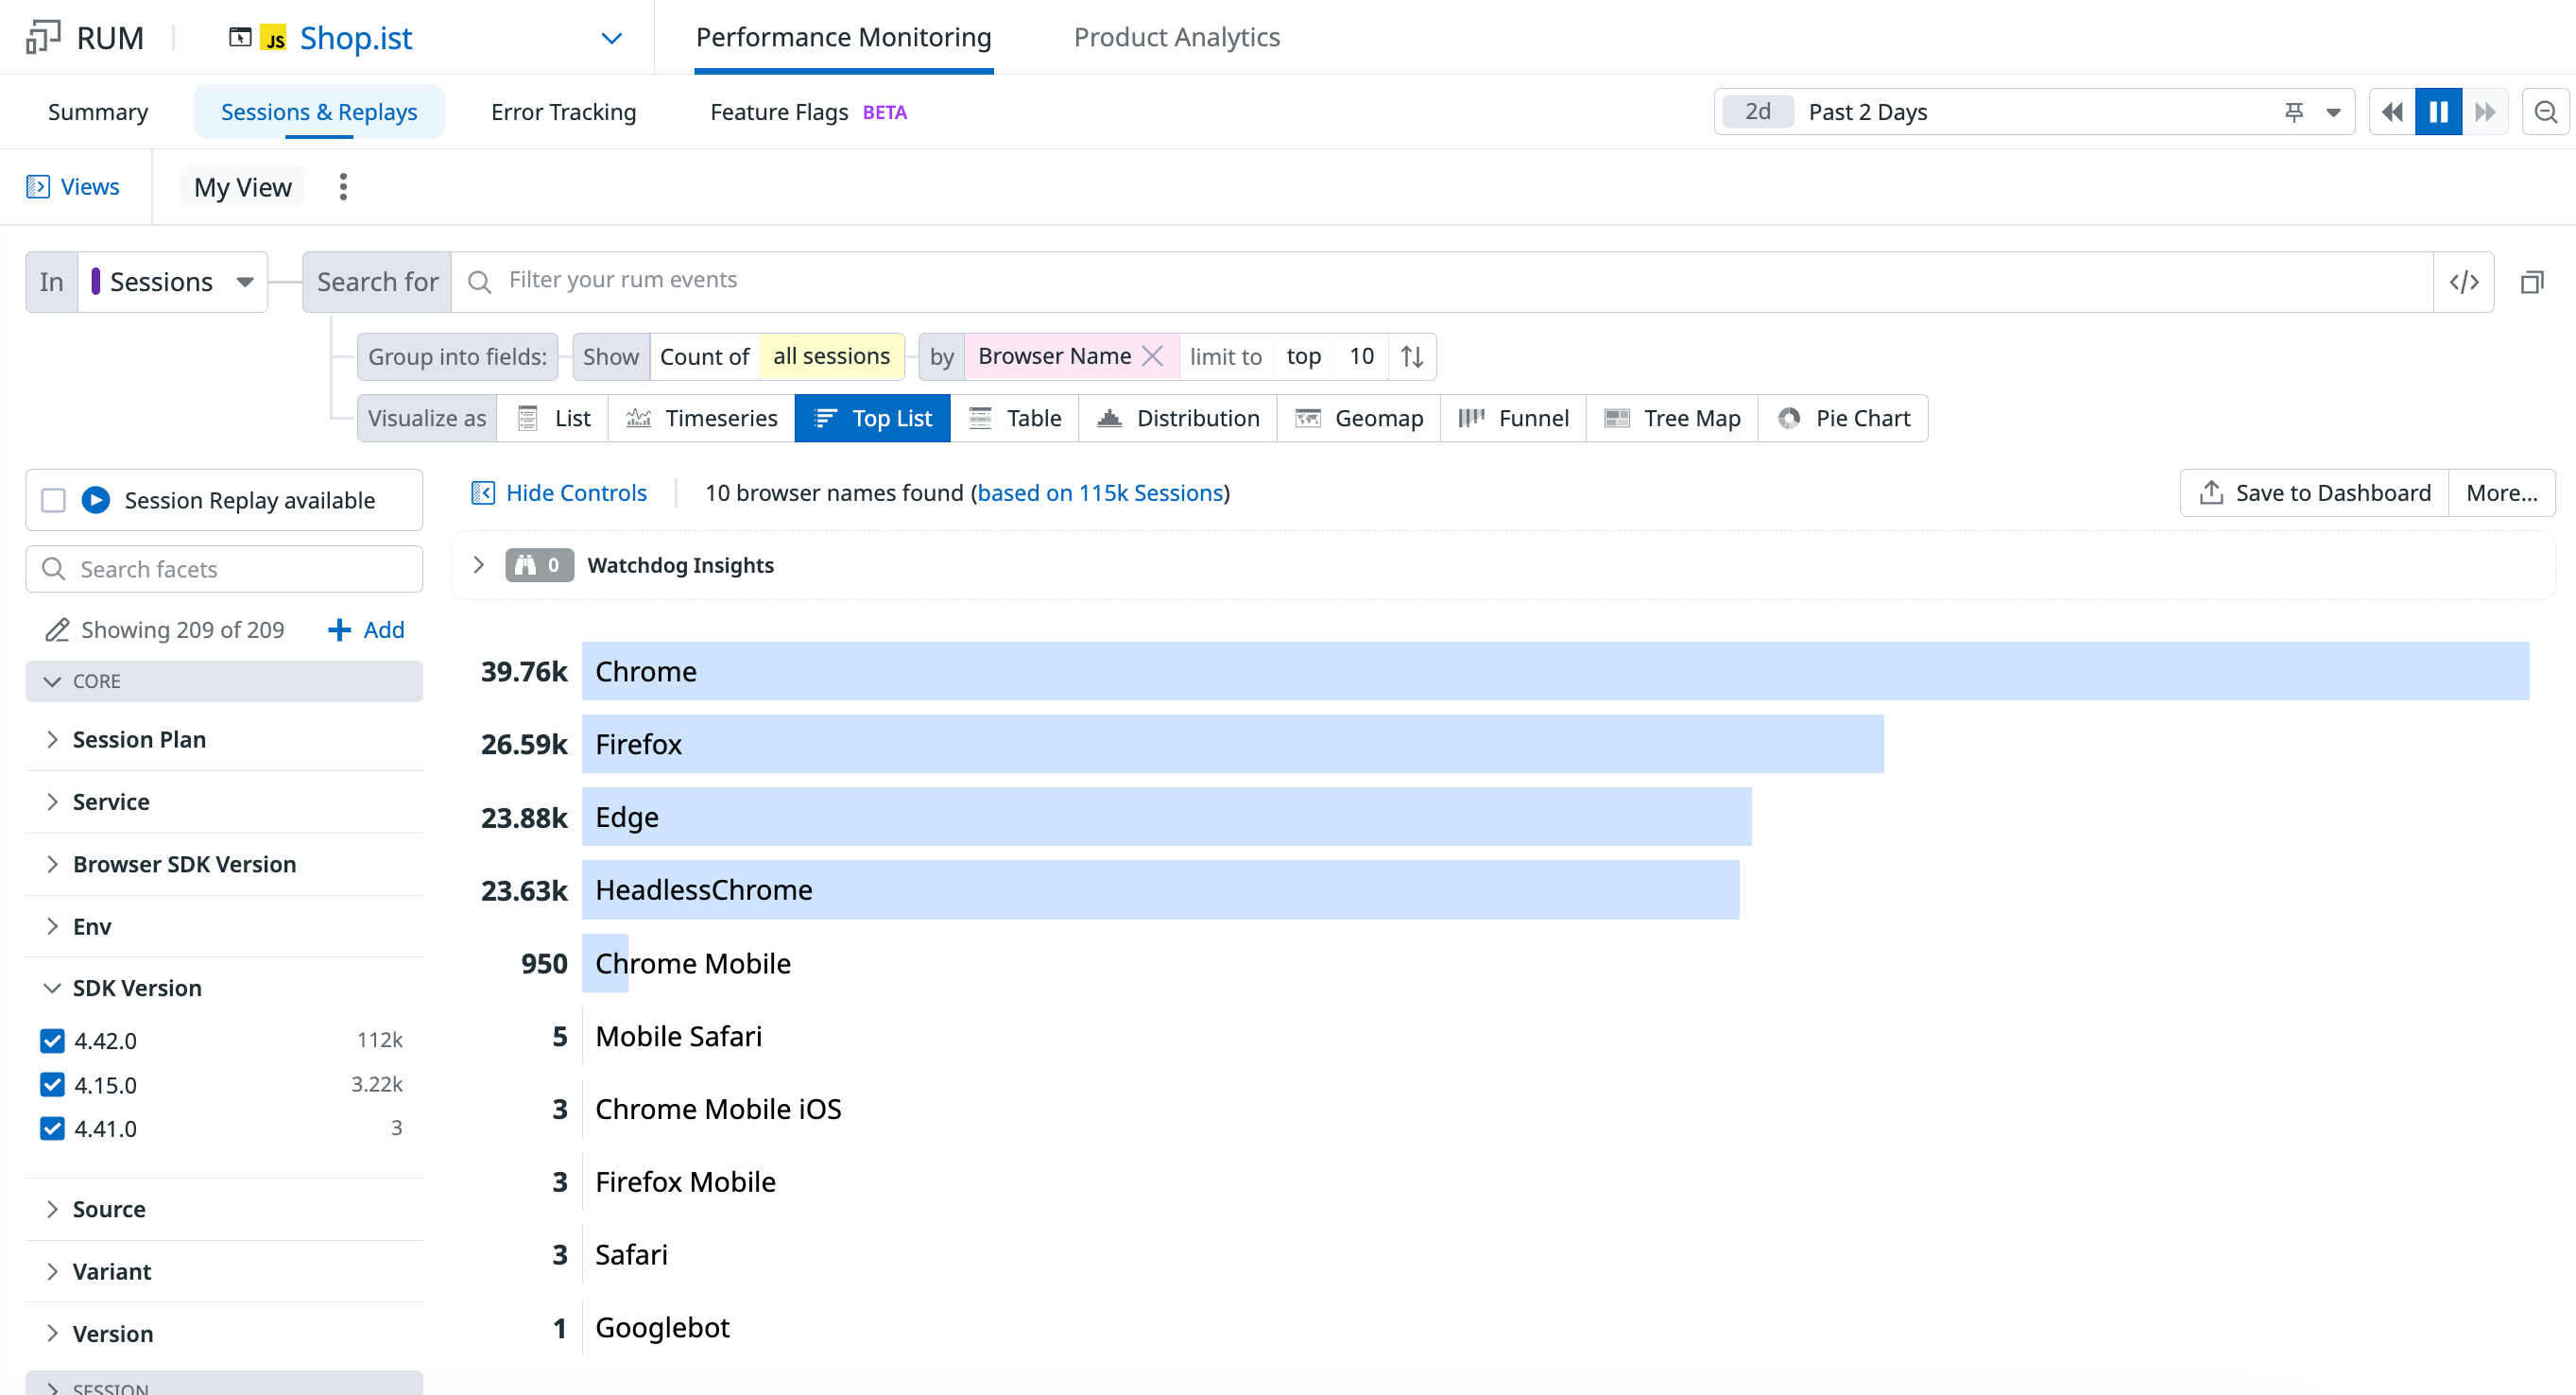 RUM JS Shop.ist Performance Monitoring Product Analytics
Summary Sessions & Replays Error Tracking Feature Flags BETA 2d Past 2 Days
Views My View
In Sessions Search for Filter your rum events </>
Group into fields: Show Count of all sessions by Browser Name limit to top 10
Visualize as List Timeseries Top List Table Distribution Geomap Funnel Tree Map Pie Chart
Session Replay available
Search facets
Showing 209 of 209 Add
CORE
Session Plan
Service
Browser SDK Version
Env
SDK Version
4.42.0 112k
4.15.0 3.22k
4.41.0 3
Source
Variant
Version
SESSION
Hide Controls 10 browser names found (based on 115k Sessions) Save to Dashboard More...
0 Watchdog Insights
39.76k Chrome
26.59k Firefox
23.88k Edge
23.63k HeadlessChrome
950 Chrome Mobile
5 Mobile Safari
3 Chrome Mobile iOS
3 Firefox Mobile
3 Safari
1 Googlebot